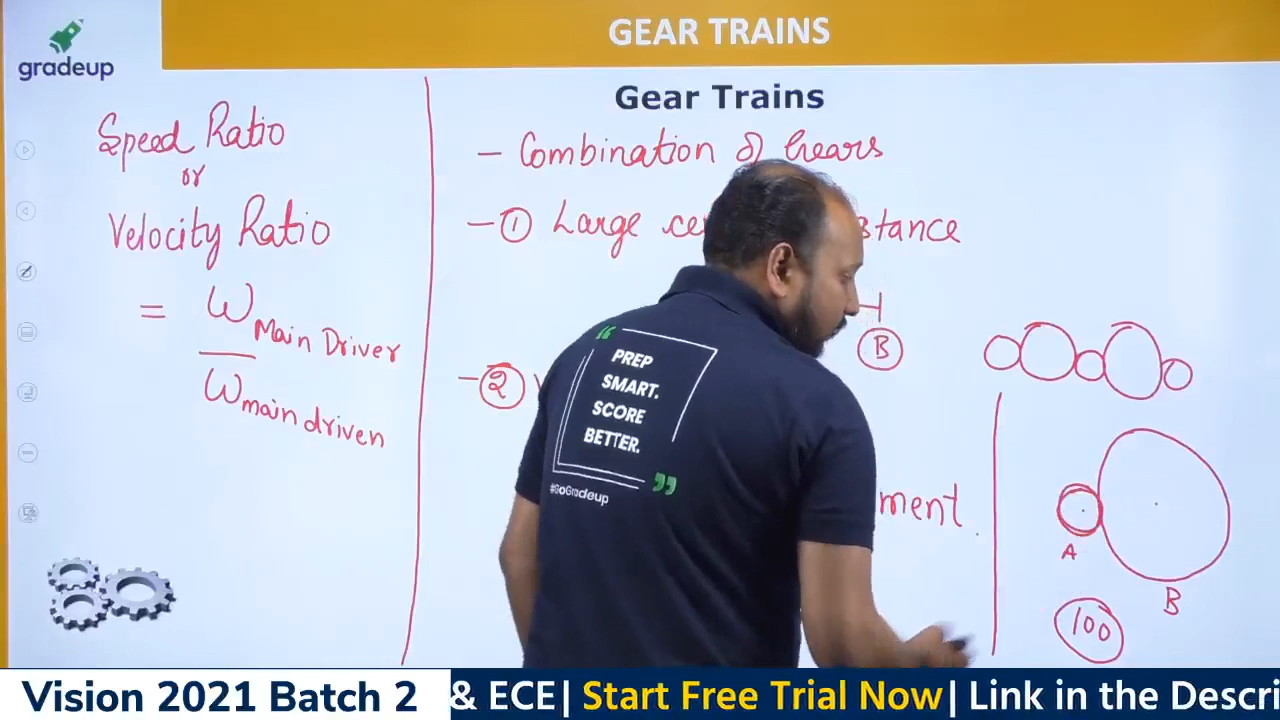 GEAR TRAINS
gradeup
Gear Trains
Speed Ratio
or
Velocity Ratio
= ω Main Driver
ω main driven
- Combination of Gears
- ① Large
stance
B
- ②
ment
A
B
100
PREP
SMART.
SCORE
BETTER.
#GoGradeup
Vision 2021 Batch 2
& ECE| Start Free Trial Now| Link in the Descri